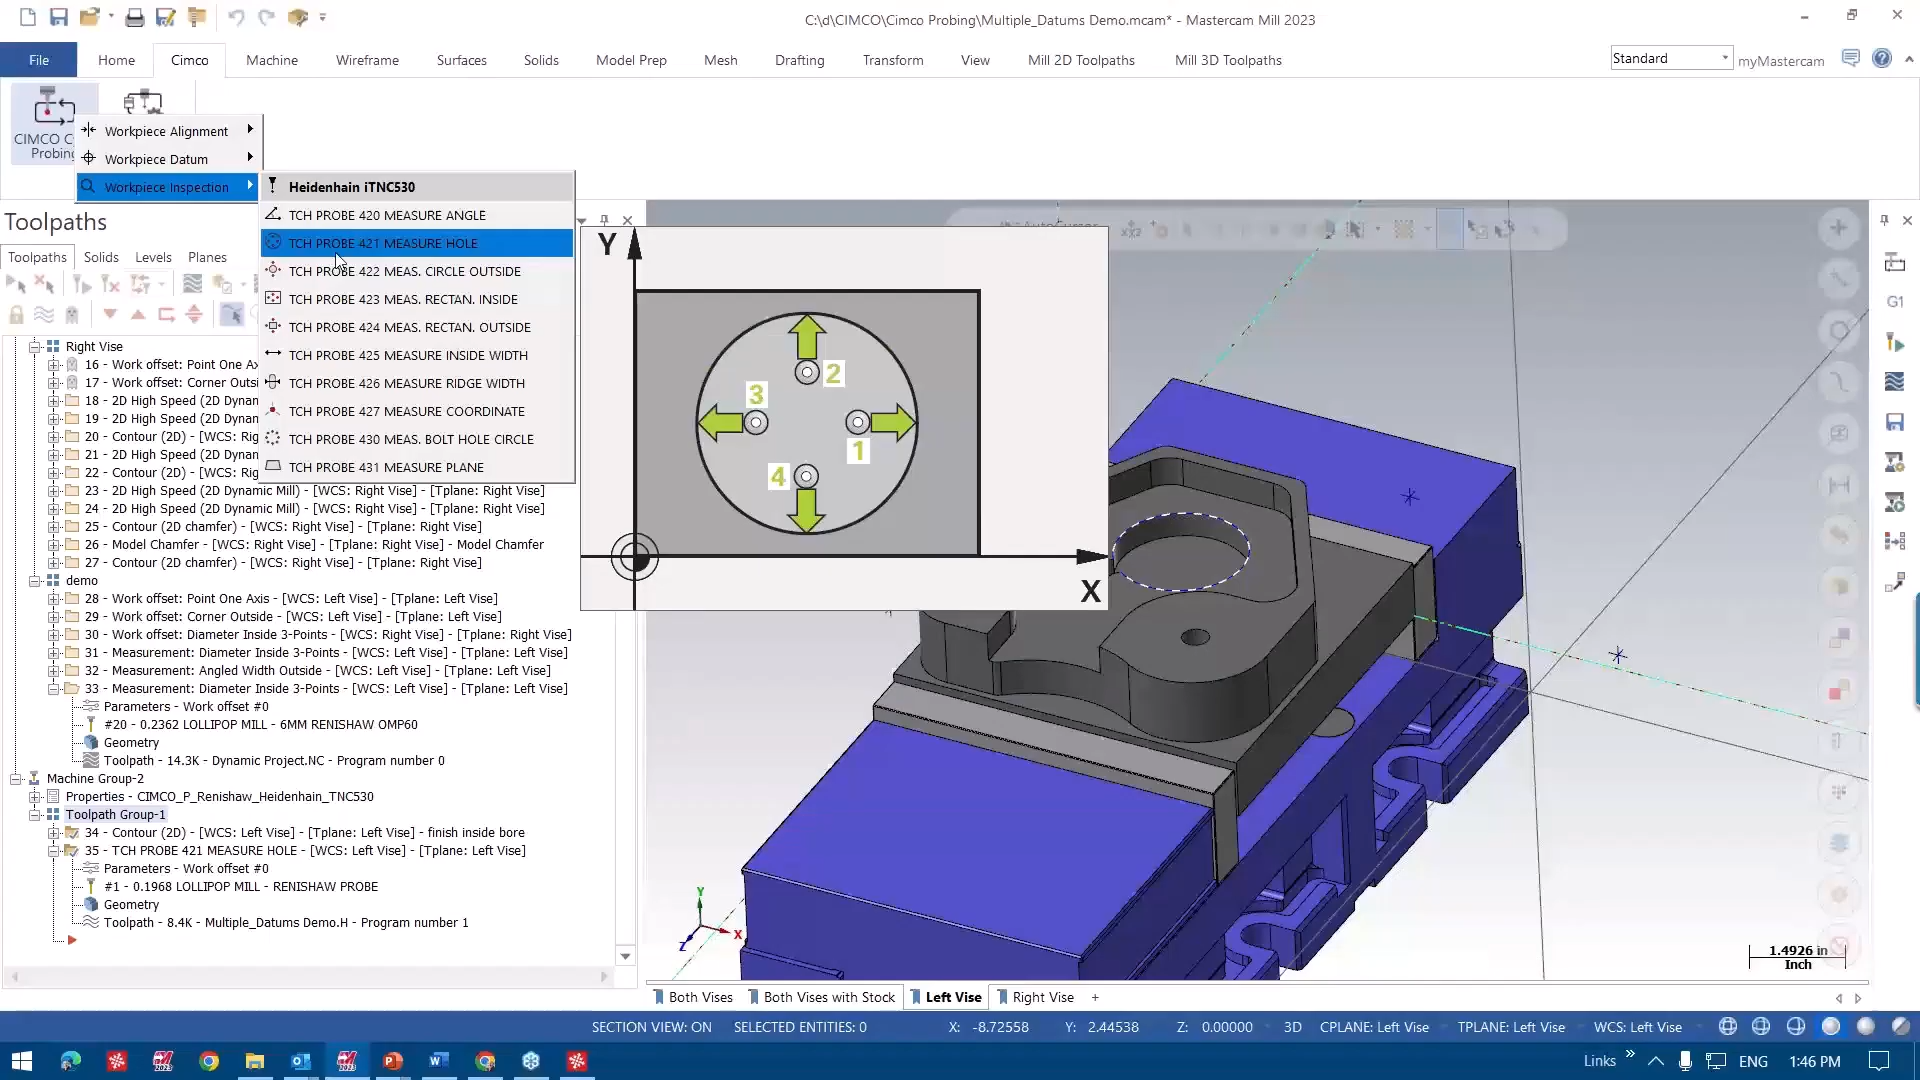 C:\d\CIMCO\Cimco Probing\Multiple_Datums Demo.mcam* - Mastercam Mill 2023
File
Home
Cimco
Machine
Wireframe
Surfaces
Solids
Model Prep
Mesh
Drafting
Transform
View
Mill 2D Toolpaths
Mill 3D Toolpaths
Standard
myMastercam
CIMCO
Probing
Workpiece Alignment
Workpiece Datum
Workpiece Inspection
Heidenhain iTNC530
TCH PROBE 420 MEASURE ANGLE
TCH PROBE 421 MEASURE HOLE
TCH PROBE 422 MEAS. CIRCLE OUTSIDE
TCH PROBE 423 MEAS. RECTAN. INSIDE
TCH PROBE 424 MEAS. RECTAN. OUTSIDE
TCH PROBE 425 MEASURE INSIDE WIDTH
TCH PROBE 426 MEASURE RIDGE WIDTH
TCH PROBE 427 MEASURE COORDINATE
TCH PROBE 430 MEAS. BOLT HOLE CIRCLE
TCH PROBE 431 MEASURE PLANE
Toolpaths
Toolpaths Solids Levels Planes
Right Vise
16 - Work offset: Point One Ax
17 - Work offset: Corner Outsi
18 - 2D High Speed (2D Dynam
19 - 2D High Speed (2D Dynam
20 - Contour (2D) - [WCS: Rig
21 - 2D High Speed (2D Dynam
22 - Contour (2D) - [WCS: Rig
23 - 2D High Speed (2D Dynamic Mill) - [WCS: Right Vise] - [Tplane: Right Vise]
24 - 2D High Speed (2D Dynamic Mill) - [WCS: Right Vise] - [Tplane: Right Vise]
25 - Contour (2D chamfer) - [WCS: Right Vise] - [Tplane: Right Vise]
26 - Model Chamfer - [WCS: Right Vise] - [Tplane: Right Vise] - Model Chamfer
27 - Contour (2D chamfer) - [WCS: Right Vise] - [Tplane: Right Vise]
demo
28 - Work offset: Point One Axis - [WCS: Left Vise] - [Tplane: Left Vise]
29 - Work offset: Corner Outside - [WCS: Left Vise] - [Tplane: Left Vise]
30 - Work offset: Diameter Inside 3-Points - [WCS: Right Vise] - [Tplane: Right Vise]
31 - Measurement: Diameter Inside 3-Points - [WCS: Left Vise] - [Tplane: Left Vise]
32 - Measurement: Angled Width Outside - [WCS: Left Vise] - [Tplane: Left Vise]
33 - Measurement: Diameter Inside 3-Points - [WCS: Left Vise] - [Tplane: Left Vise]
Parameters - Work offset #0
#20 - 0.2362 LOLLIPOP MILL - 6MM RENISHAW OMP60
Geometry
Toolpath - 14.3K - Dynamic Project.NC - Program number 0
Machine Group-2
Properties - CIMCO_P_Renishaw_Heidenhain_TNC530
Toolpath Group-1
34 - Contour (2D) - [WCS: Left Vise] - [Tplane: Left Vise] - finish inside bore
35 - TCH PROBE 421 MEASURE HOLE - [WCS: Left Vise] - [Tplane: Left Vise]
Parameters - Work offset #0
#1 - 0.1968 LOLLIPOP MILL - RENISHAW PROBE
Geometry
Toolpath - 8.4K - Multiple_Datums Demo.H - Program number 1
Y
2
3
1
4
X
G1
Y
X
Z
1.4926 in
Inch
Both Vises
Both Vises with Stock
Left Vise
Right Vise
+
SECTION VIEW: ON
SELECTED ENTITIES: 0
X: -8.72558
Y: 2.44538
Z: 0.00000
3D
CPLANE: Left Vise
TPLANE: Left Vise
WCS: Left Vise
Links
ENG
1:46 PM